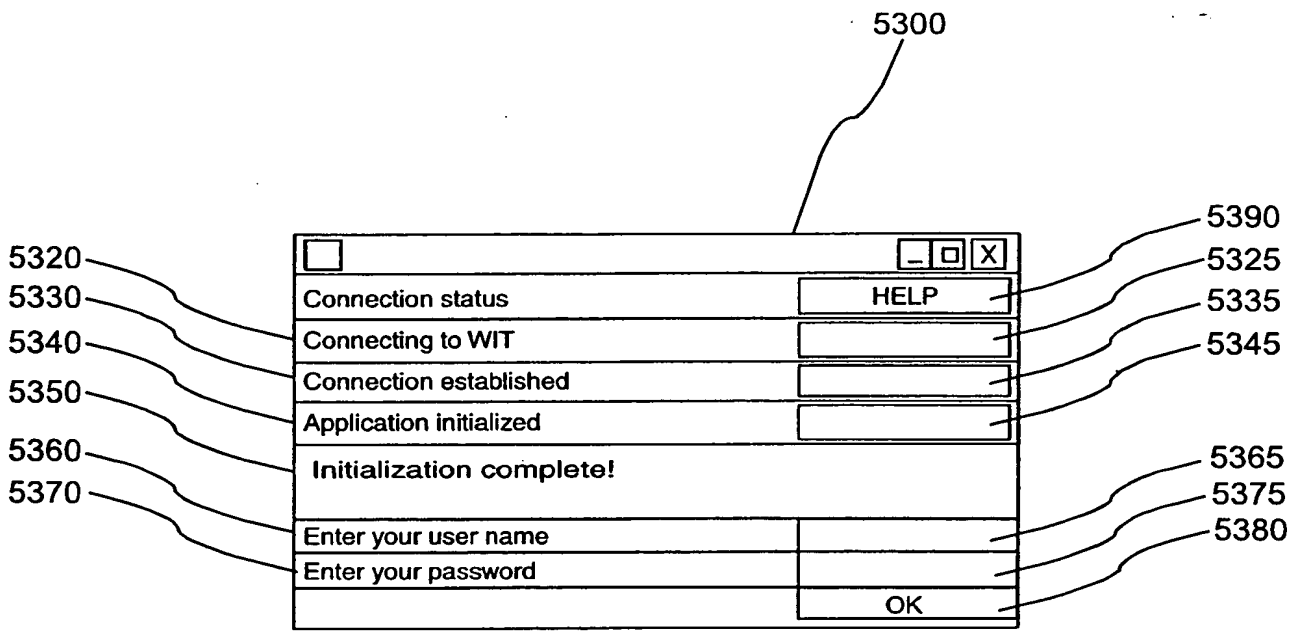 5300
5390
5320
5325
5330
5335
5340
5345
5350
5360
5365
5370
5375
5380
_ X
Connection status HELP
Connecting to WIT
Connection established
Application initialized
Initialization complete!
Enter your user name
Enter your password
OK